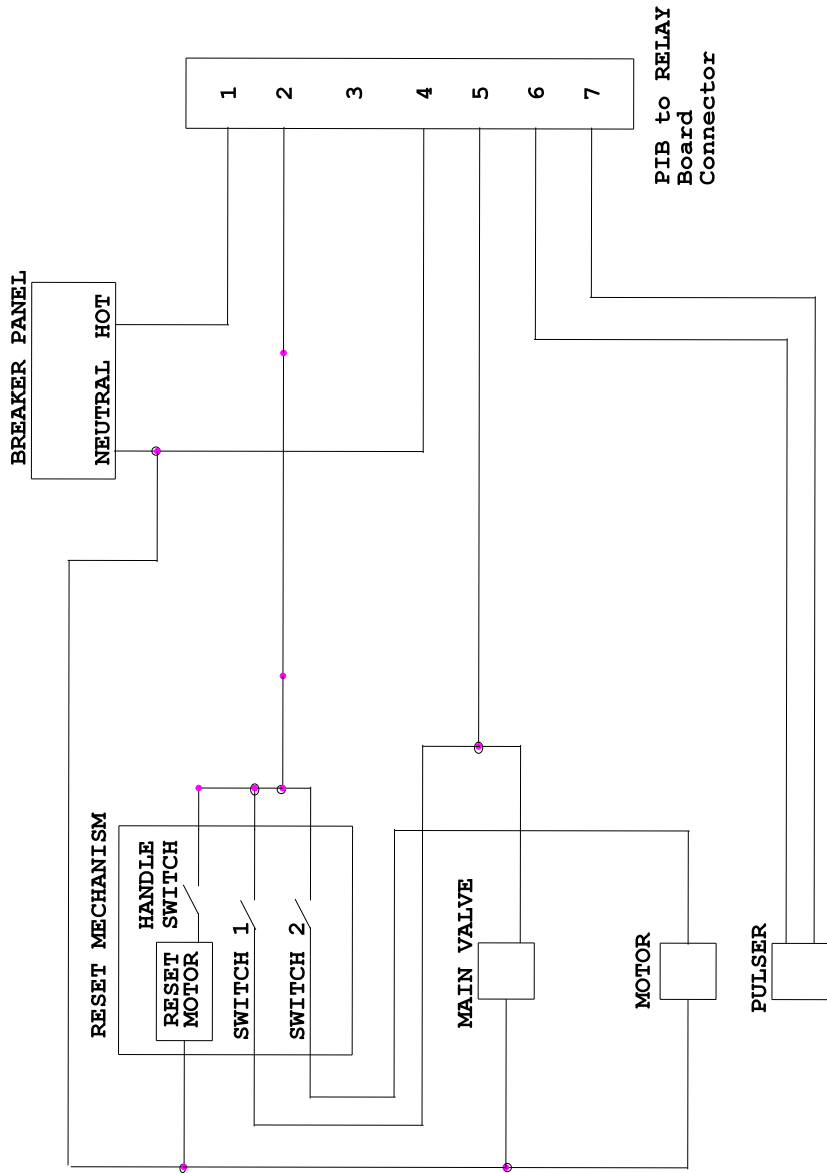 BREAKER PANEL
NEUTRAL HOT
1
2
3
4
5
6
7
PIB to RELAY
Board
Connector
RESET MECHANISM
HANDLE
SWITCH
RESET
MOTOR
SWITCH 1
SWITCH 2
MAIN VALVE
MOTOR
PULSER